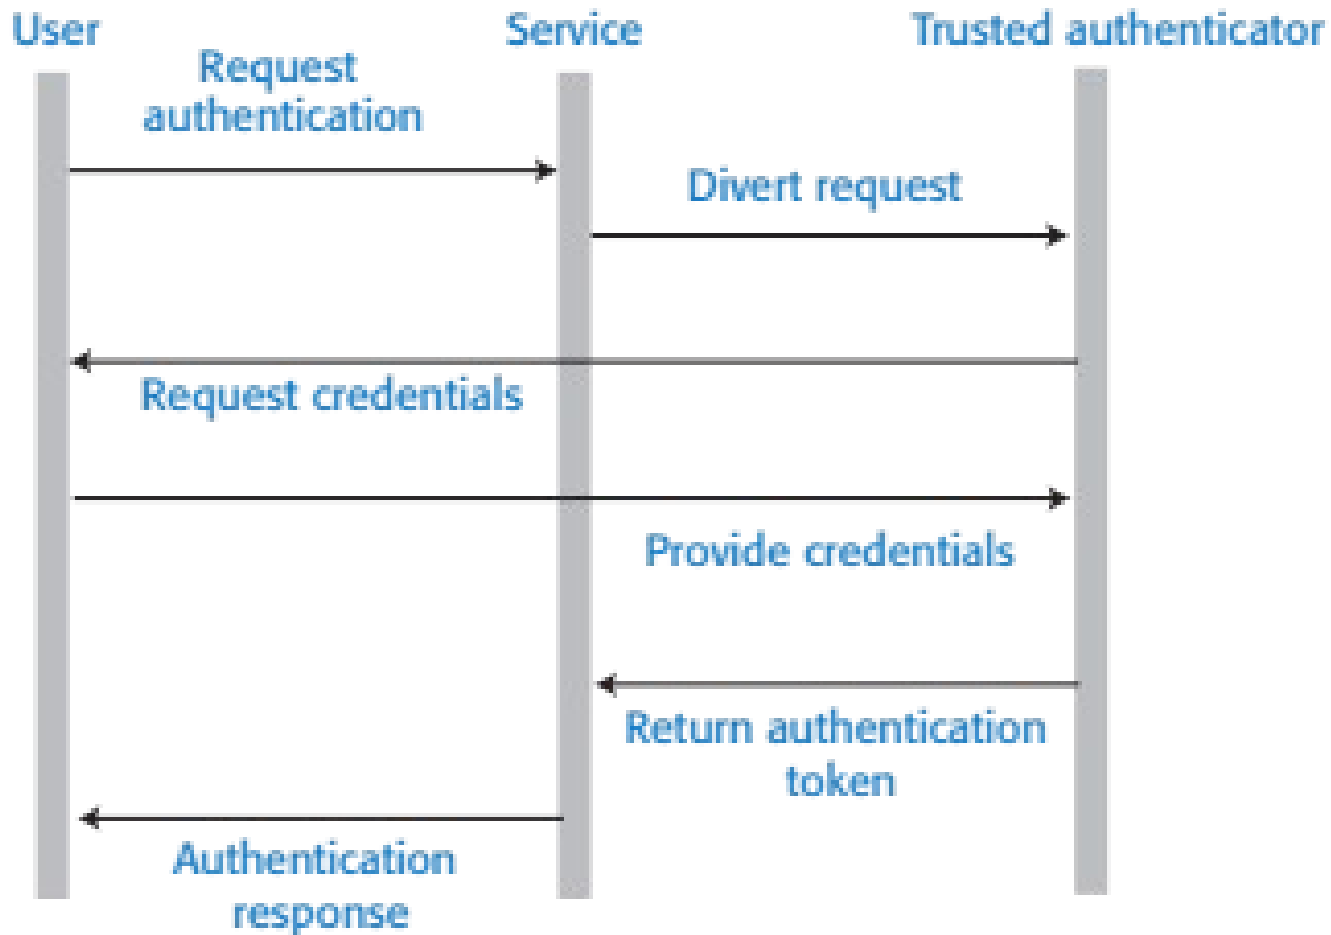 User
Service
Trusted authenticator
Request
authentication
Divert request
Request credentials
Provide credentials
Return authentication
token
Authentication
response